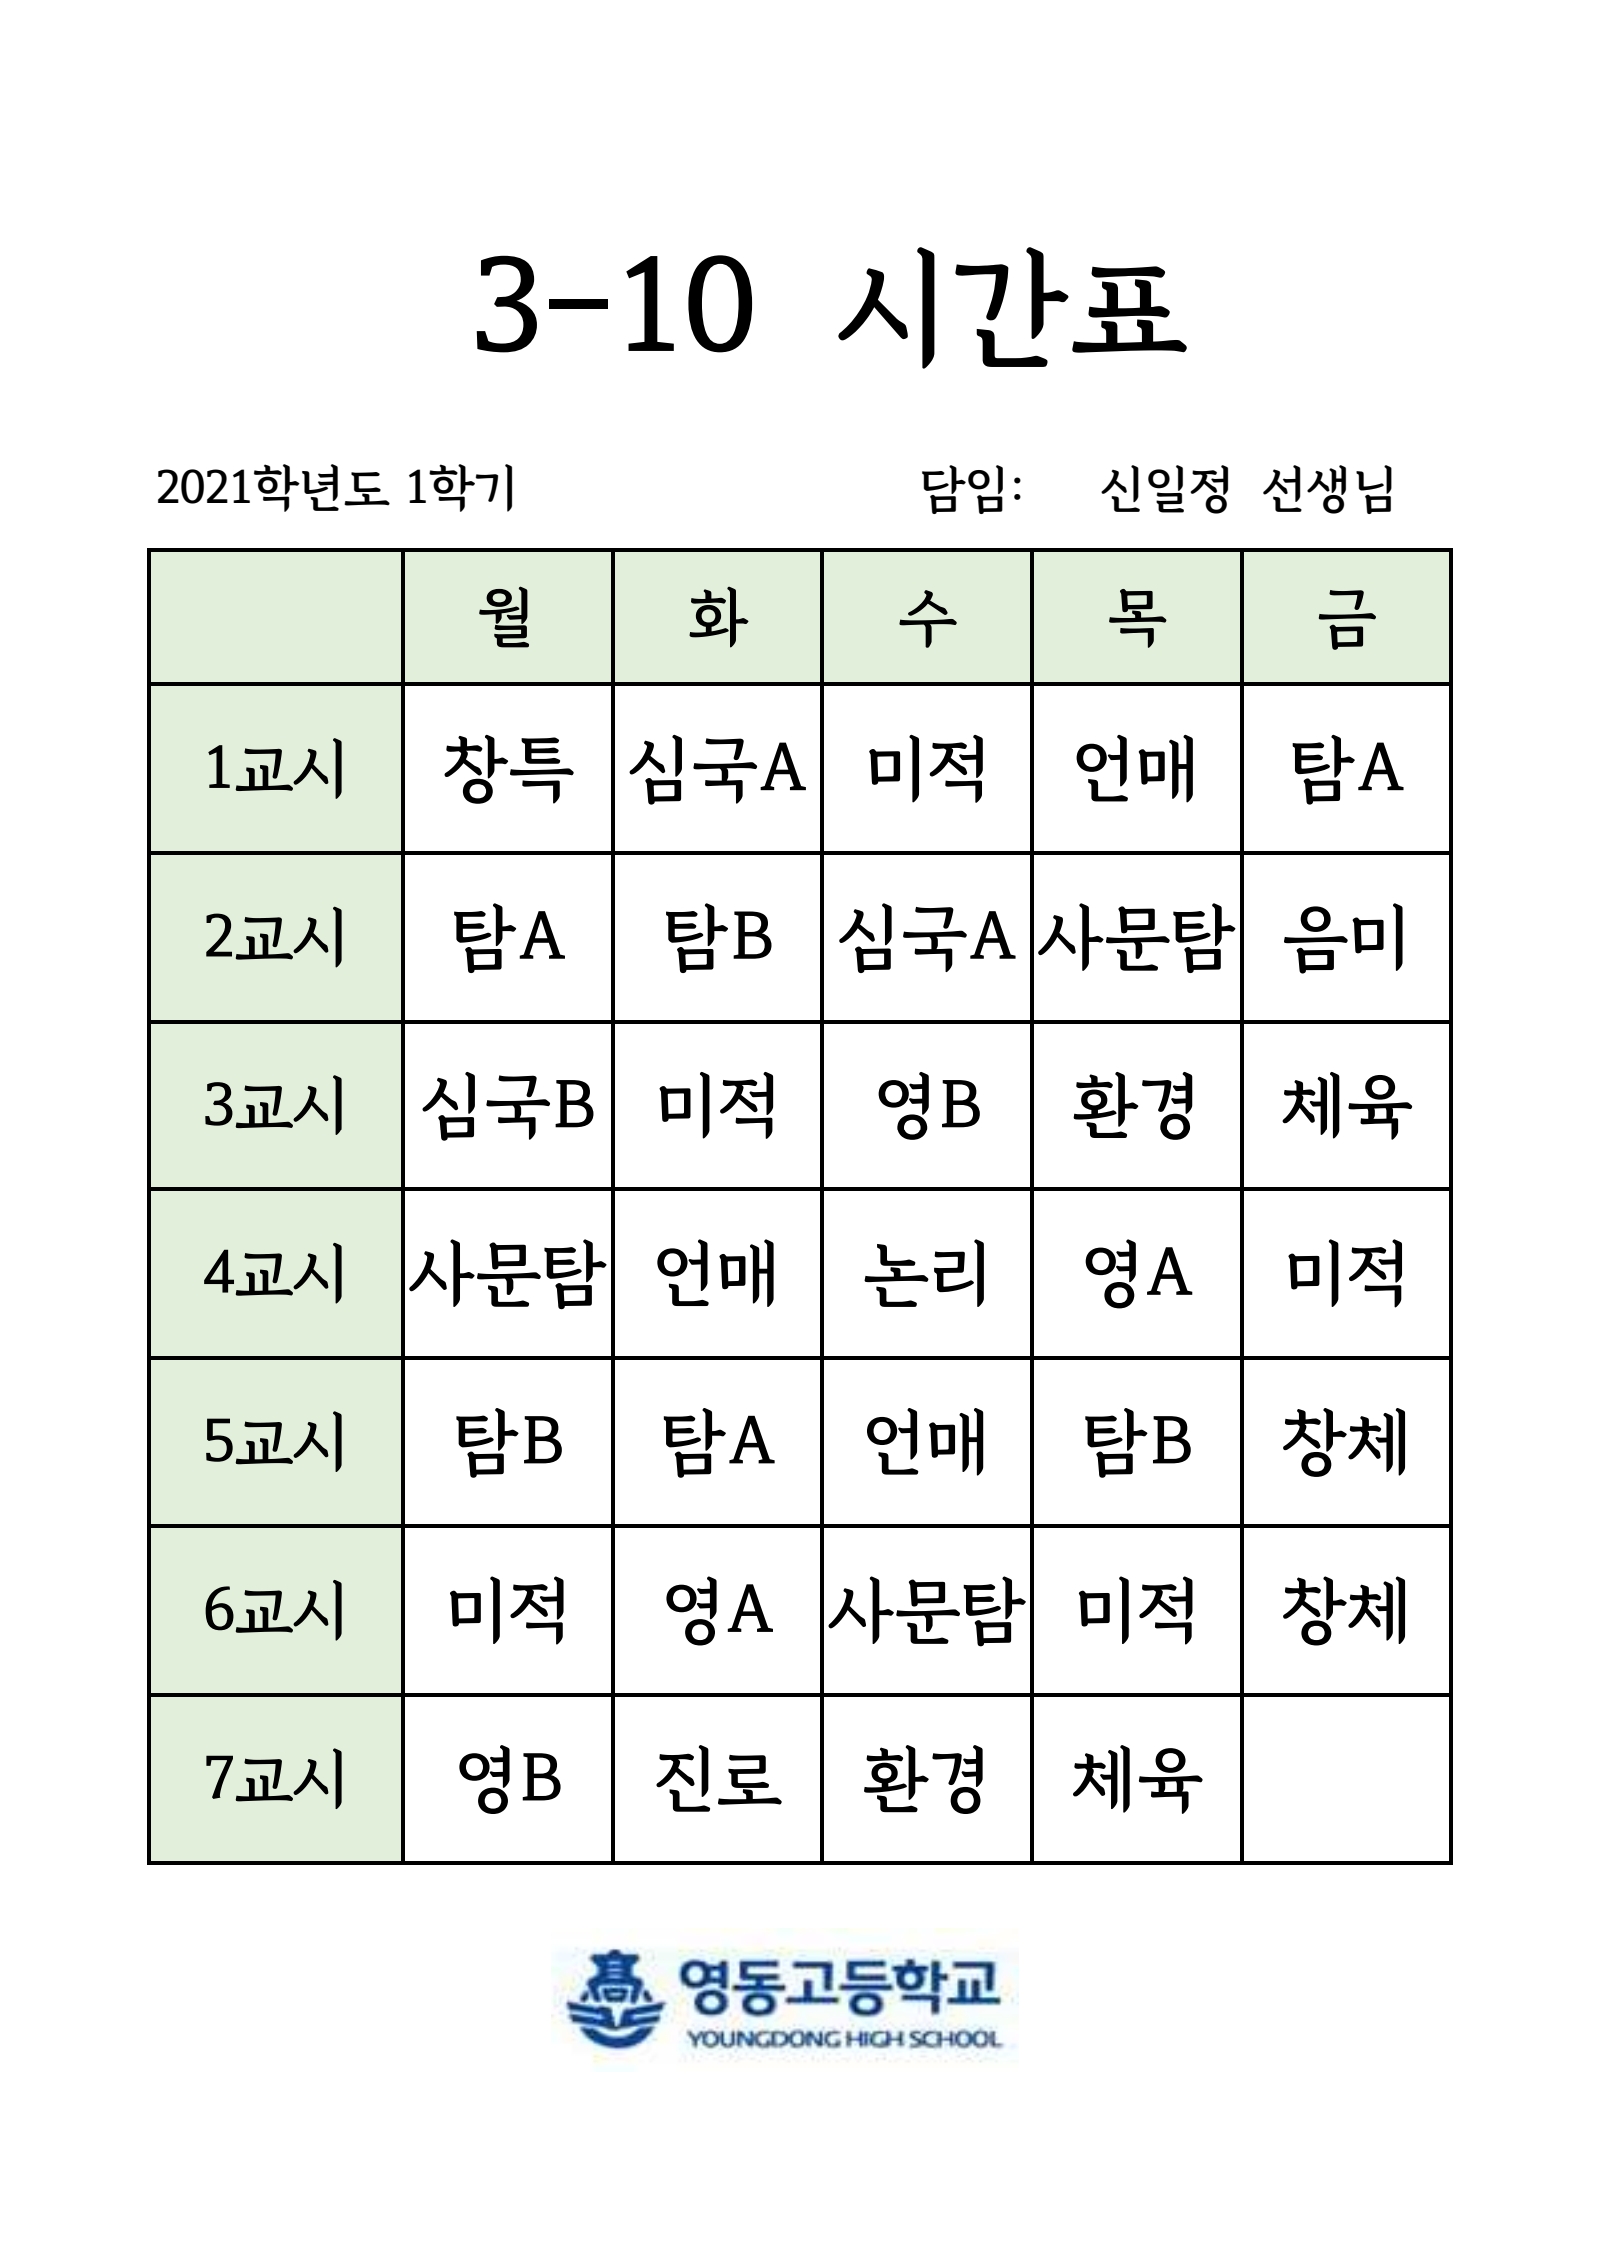 3-10 시간표
2021학년도 1학기 담임: 신일정 선생님
월 화 수 목 금
1교시 창특 심국A 미적 언매 탐A
2교시 탐A 탐B 심국A 사문탐 음미
3교시 심국B 미적 영B 환경 체육
4교시 사문탐 언매 논리 영A 미적
5교시 탐B 탐A 언매 탐B 창체
6교시 미적 영A 사문탐 미적 창체
7교시 영B 진로 환경 체육
高
영동고등학교
YOUNGDONG HIGH SCHOOL